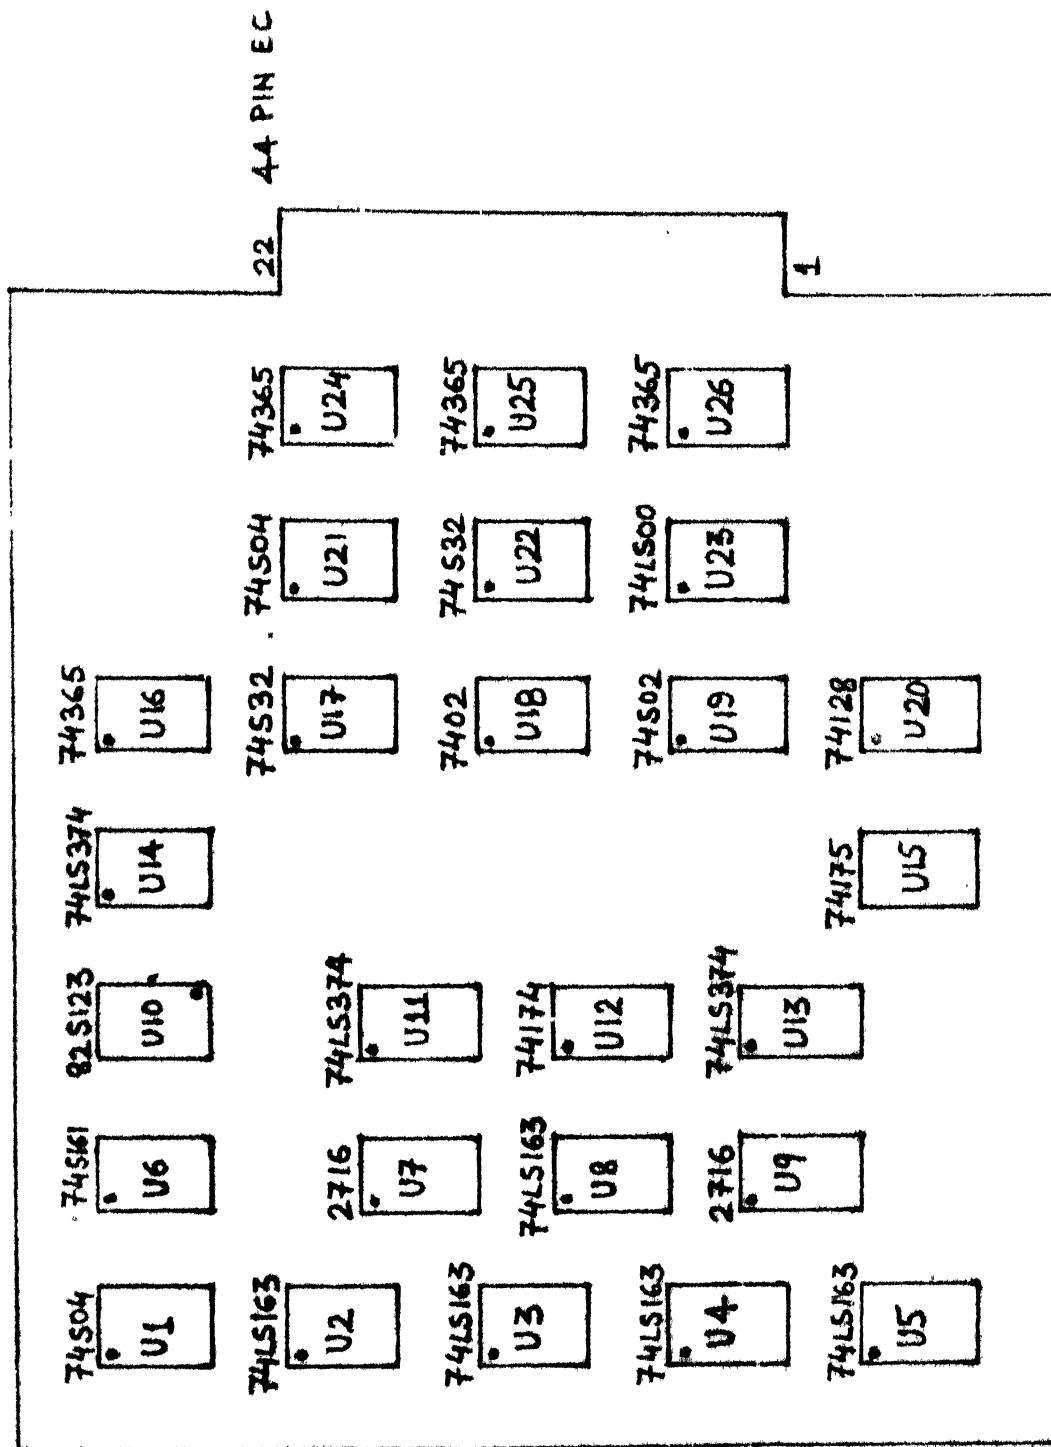 74S04
U1
74S161
U6
82S123
U10
74LS374
U14
74365
U16
74LS163
U2
74S32
U17
74S04
U21
74365
U24
22
44 PIN EC
2716
U7
74LS374
U11
74LS163
U3
7402
U18
74S32
U22
74365
U25
74LS163
U8
74174
U12
74LS163
U4
74S02
U19
74LS00
U23
74365
U26
2716
U9
74LS374
U13
1
74LS163
U5
74175
U15
74128
U20